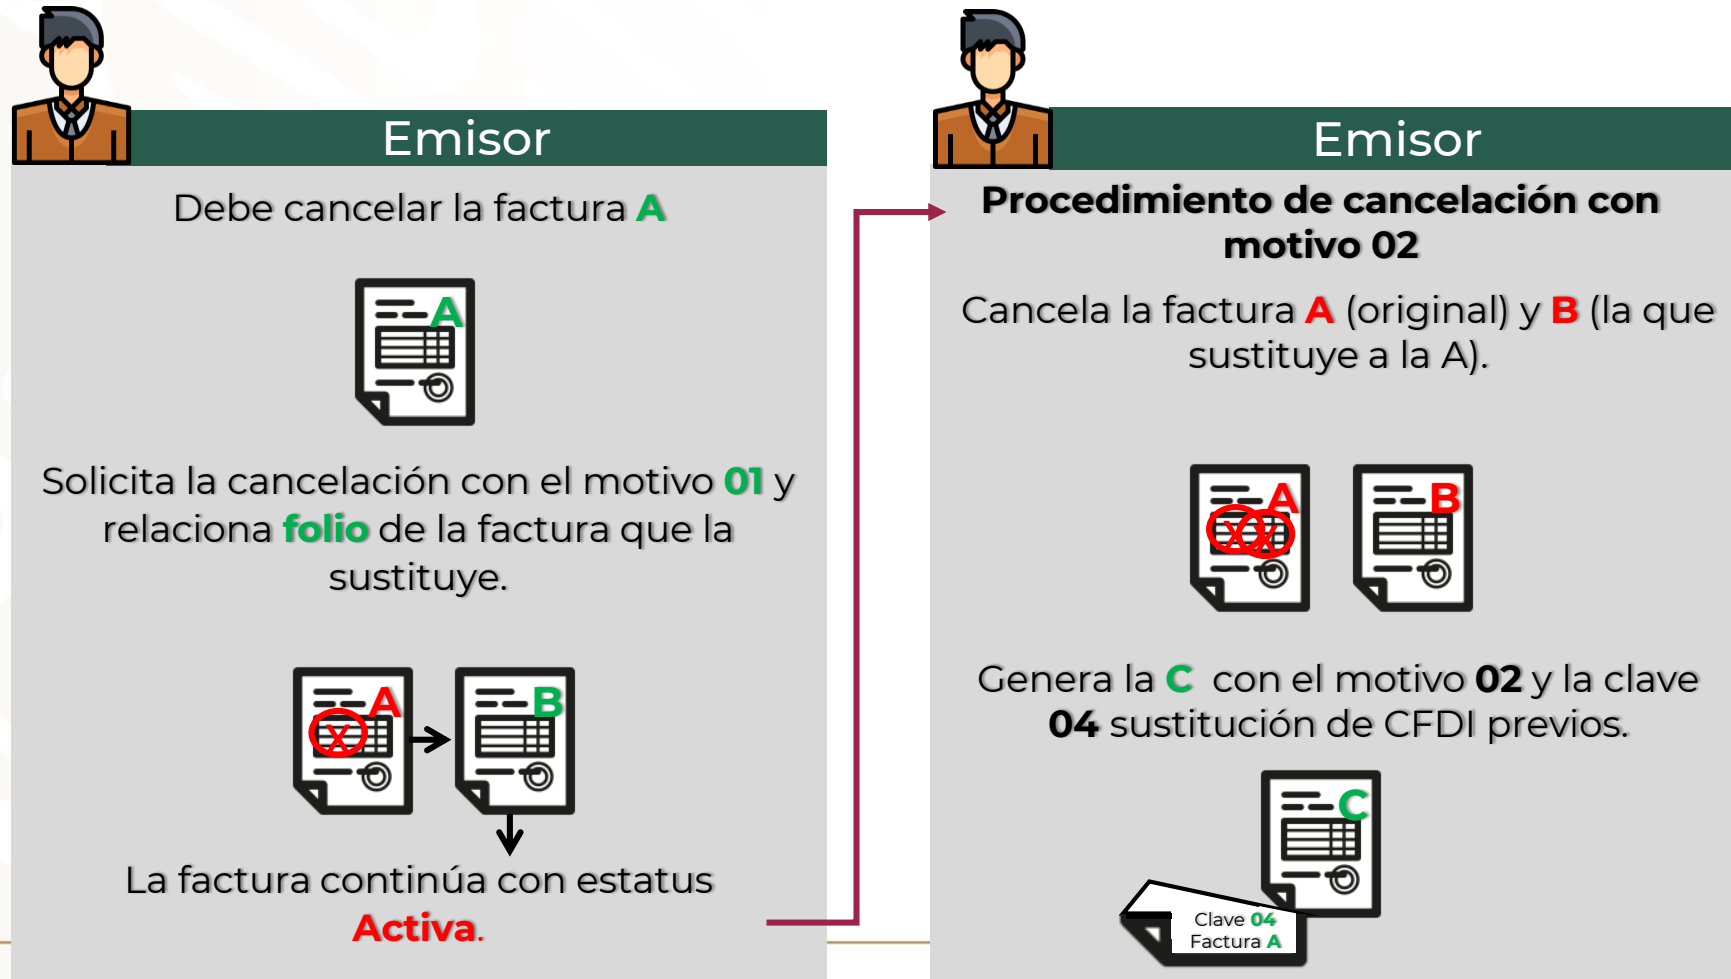 Emisor
Debe cancelar la factura A
A
Solicita la cancelación con el motivo 01 y
relaciona folio de la factura que la
sustituye.
A
X
B
La factura continúa con estatus
Activa.
Emisor
Procedimiento de cancelación con
motivo 02
Cancela la factura A (original) y B (la que
sustituye a la A).
A
X X
B
Genera la C con el motivo 02 y la clave
04 sustitución de CFDI previos.
C
Clave 04
Factura A